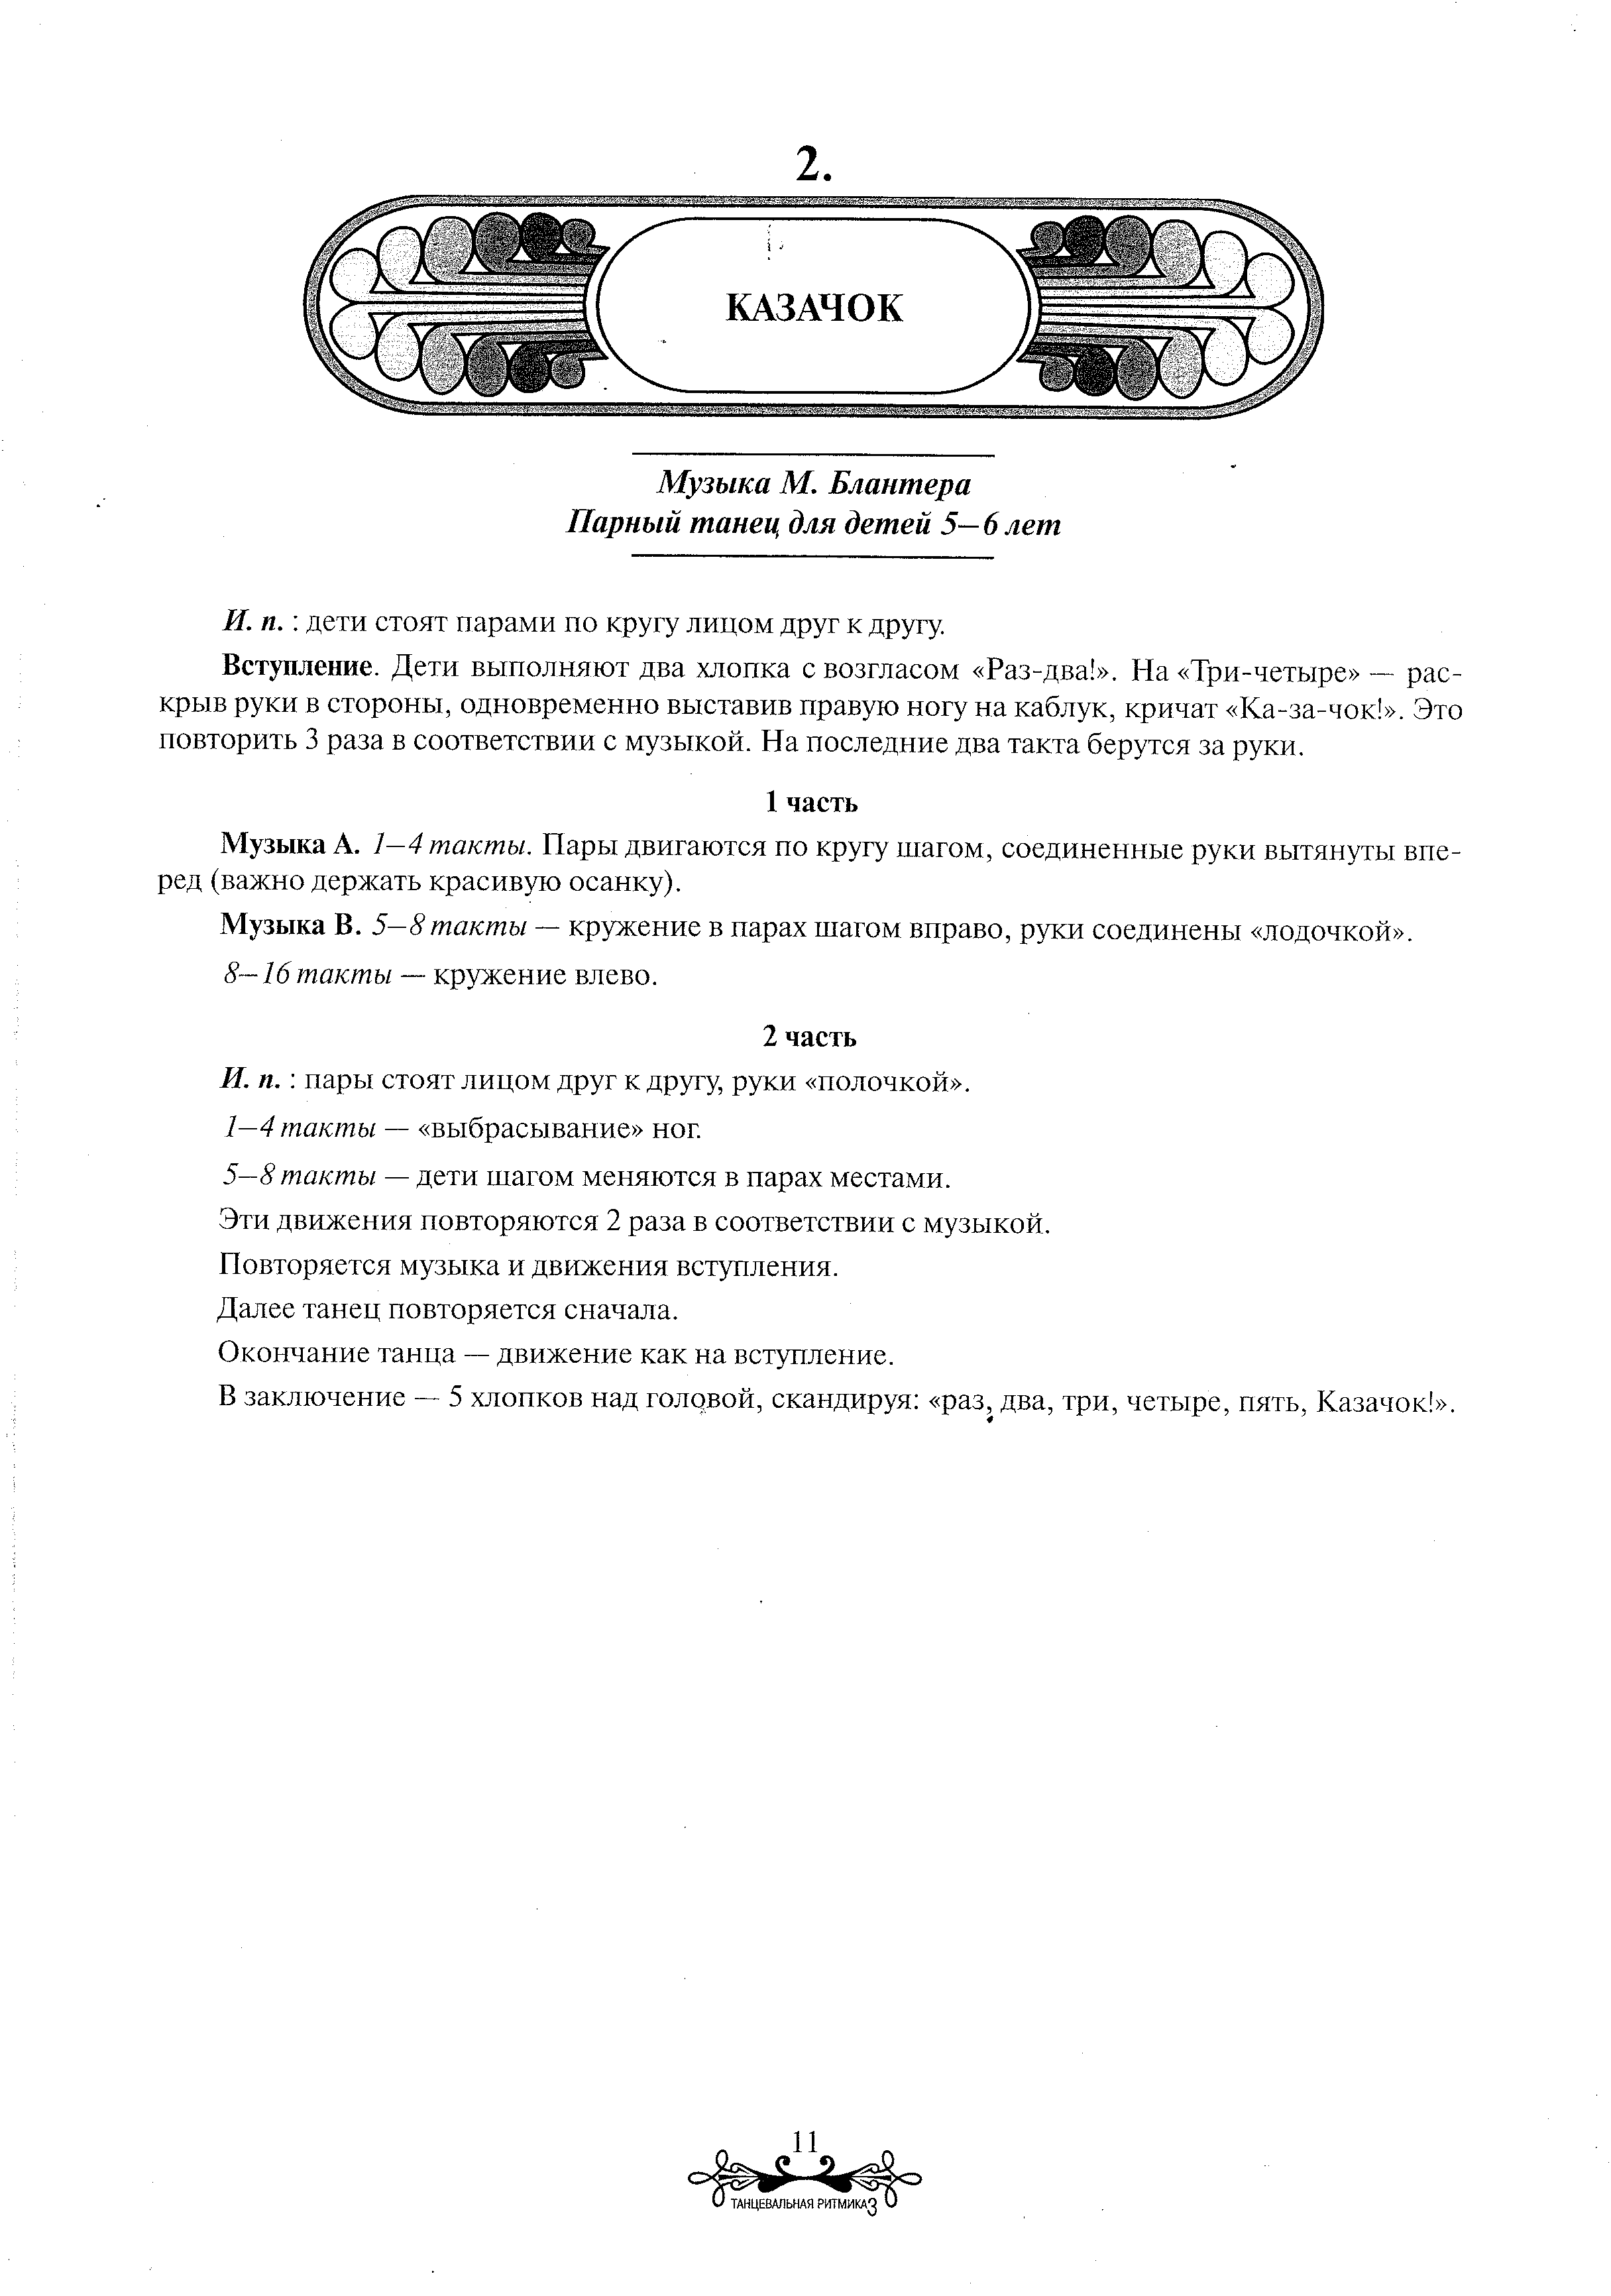 2.
КАЗАЧОК
Музыка М. Блантера
Парный танец для детей 5–6 лет
И. п. : дети стоят парами по кругу лицом друг к другу.
Вступление. Дети выполняют два хлопка с возгласом «Раз-два!». На «Три-четыре» — рас-
крыв руки в стороны, одновременно выставив правую ногу на каблук, кричат «Ка-за-чок!». Это
повторить 3 раза в соответствии с музыкой. На последние два такта берутся за руки.
1 часть
Музыка А. 1–4 такты. Пары двигаются по кругу шагом, соединенные руки вытянуты впе-
ред (важно держать красивую осанку).
Музыка В. 5–8 такты — кружение в парах шагом вправо, руки соединены «лодочкой».
8–16 такты — кружение влево.
2 часть
И. п. : пары стоят лицом друг к другу, руки «полочкой».
1–4 такты — «выбрасывание» ног.
5–8 такты — дети шагом меняются в парах местами.
Эти движения повторяются 2 раза в соответствии с музыкой.
Повторяется музыка и движения вступления.
Далее танец повторяется сначала.
Окончание танца — движение как на вступление.
В заключение — 5 хлопков над головой, скандируя: «раз, два, три, четыре, пять, Казачок!».
11
ТАНЦЕВАЛЬНАЯ РИТМИКА 3